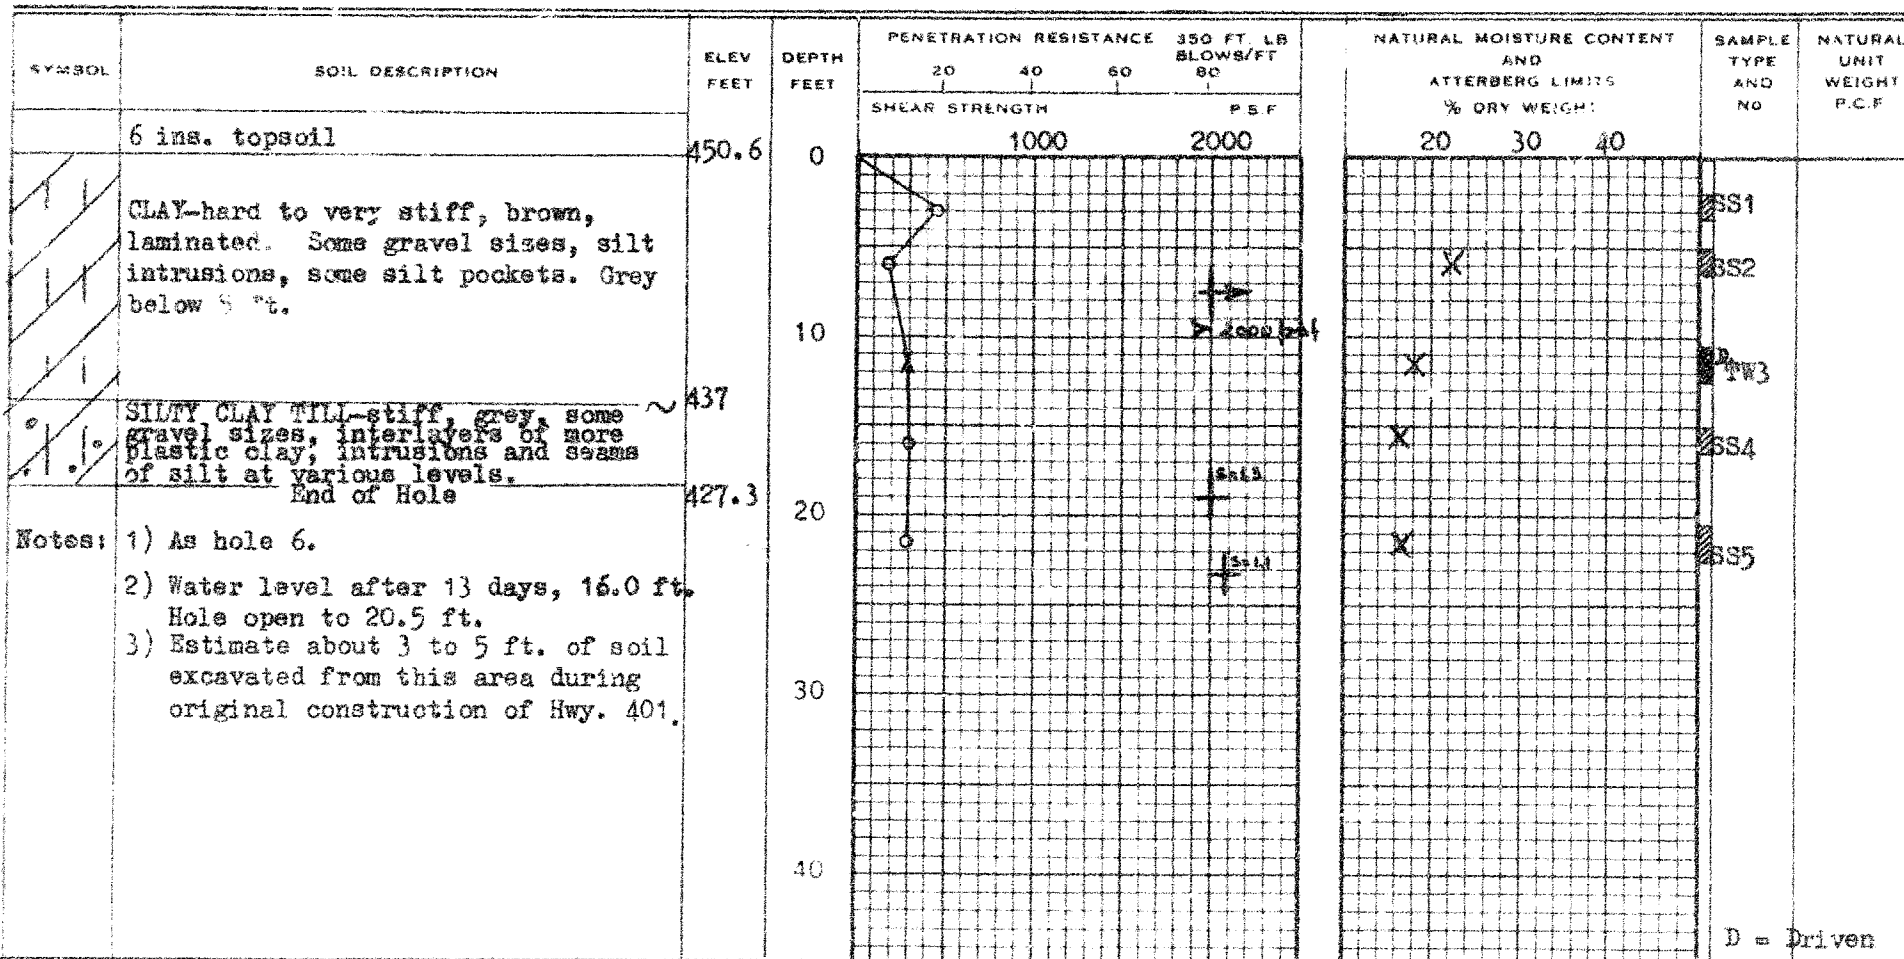 SYMBOL
SOIL DESCRIPTION
ELEV
FEET
DEPTH
FEET
PENETRATION RESISTANCE 350 FT. LB
BLOWS/FT
20 40 60 80
SHEAR STRENGTH P.S.F
1000 2000
NATURAL MOISTURE CONTENT
AND
ATTERBERG LIMITS
% DRY WEIGHT
20 30 40
SAMPLE
TYPE
AND
NO
NATURAL
UNIT
WEIGHT
P.C.F
6 ins. topsoil
450.6
0
CLAY-hard to very stiff, brown,
laminated. Some gravel sizes, silt
intrusions, some silt pockets. Grey
below ft.
SS1
SS2
> 2000 psf
10
D
TW3
~ 437
SILTY CLAY TILL-stiff, grey, some
gravel sizes, interlayers of more
plastic clay, intrusions and seams
of silt at various levels.
End of Hole
427.3
SS4
20
SS5
Notes: 1) As hole 6.
2) Water level after 13 days, 16.0 ft.
Hole open to 20.5 ft.
3) Estimate about 3 to 5 ft. of soil
excavated from this area during
original construction of Hwy. 401.
30
40
D = Driven